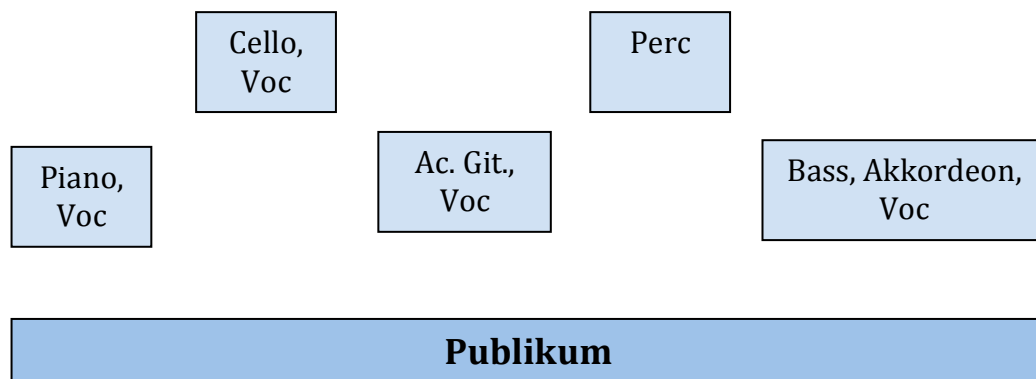 Cello,
Voc
Perc
Piano,
Voc
Ac. Git.,
Voc
Bass, Akkordeon,
Voc
Publikum